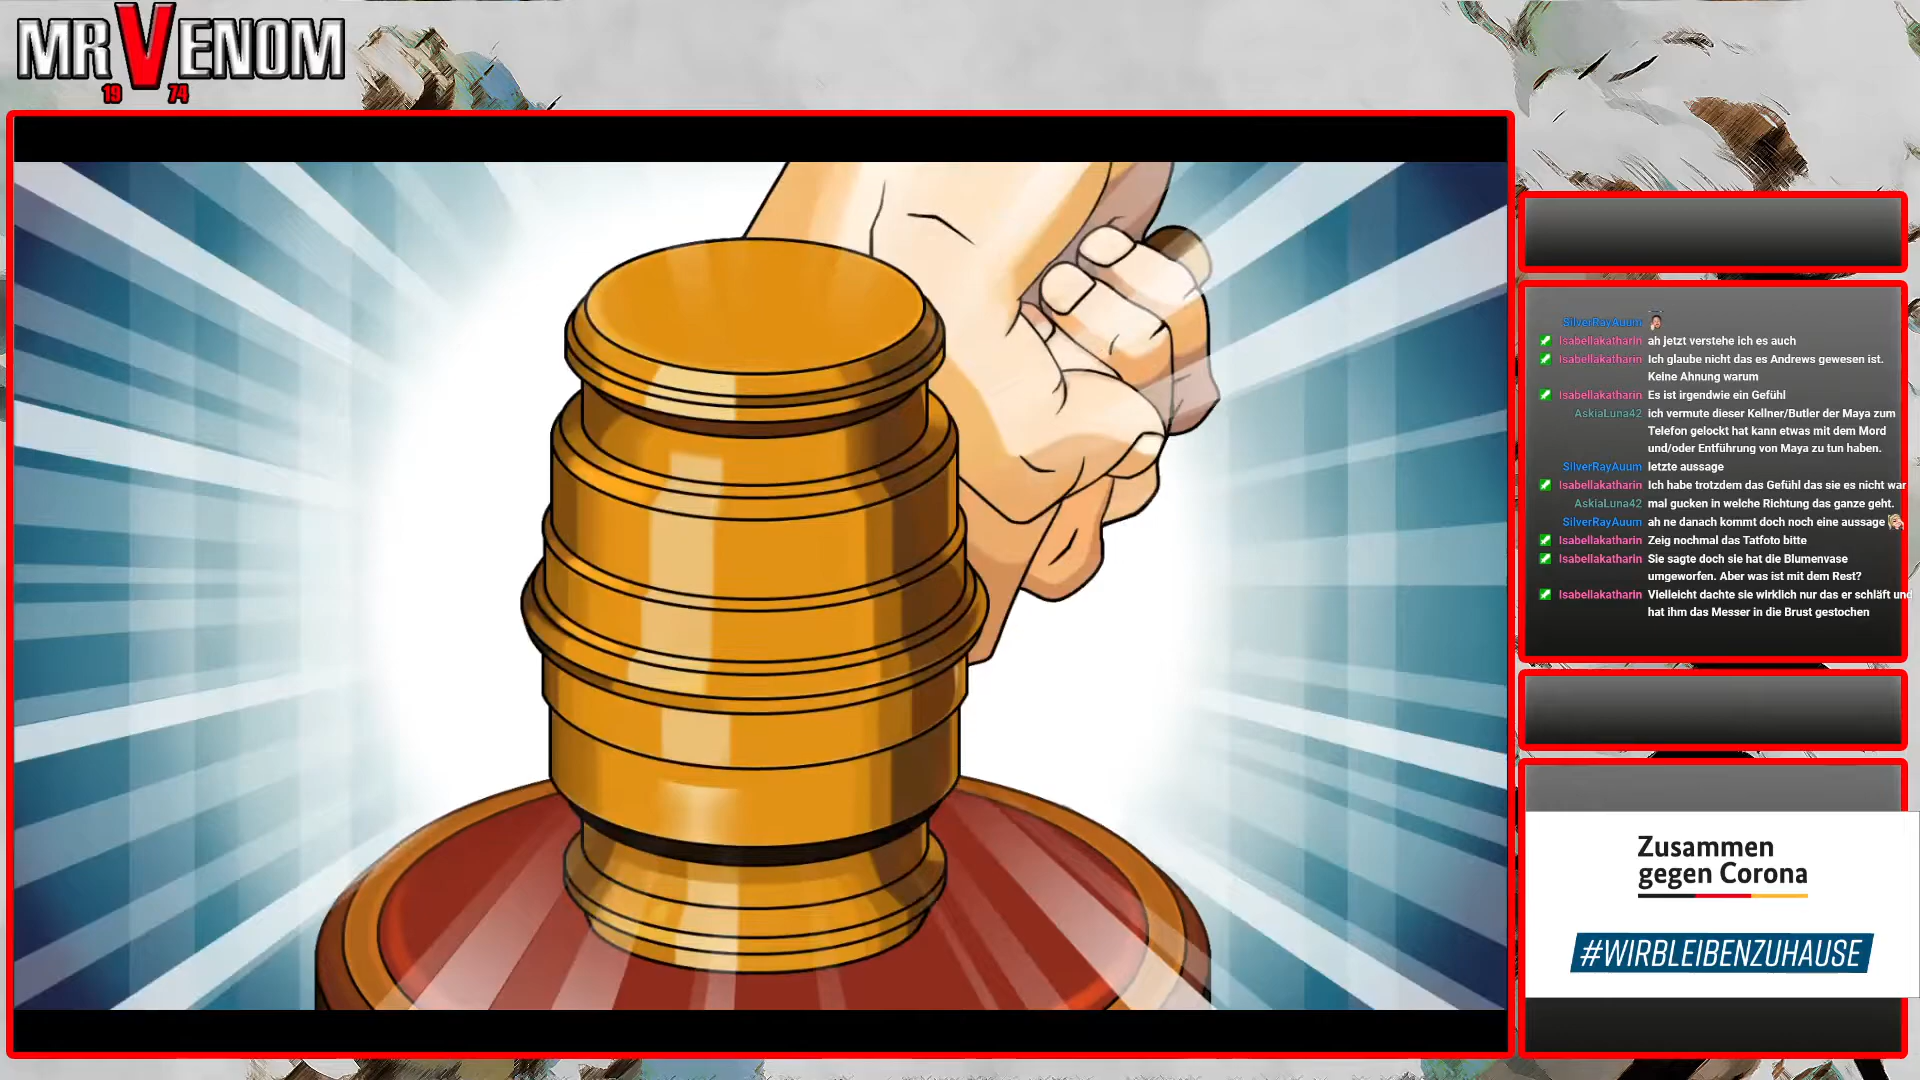 MRVENOM
19 74
SilverRayAuum
Isabellakatharin ah jetzt verstehe ich es auch
Isabellakatharin Ich glaube nicht das es Andrews gewesen ist.
Keine Ahnung warum
Isabellakatharin Es ist irgendwie ein Gefühl
AskiaLuna42 ich vermute dieser Kellner/Butler der Maya zum
Telefon gelockt hat kann etwas mit dem Mord
und/oder Entführung von Maya zu tun haben.
SilverRayAuum letzte aussage
Isabellakatharin Ich habe trotzdem das Gefühl das sie es nicht war
AskiaLuna42 mal gucken in welche Richtung das ganze geht.
SilverRayAuum ah ne danach kommt doch noch eine aussage
Isabellakatharin Zeig nochmal das Tatfoto bitte
Isabellakatharin Sie sagte doch sie hat die Blumenvase
umgeworfen. Aber was ist mit dem Rest?
Isabellakatharin Vielleicht dachte sie wirklich nur das er schläft und
hat ihm das Messer in die Brust gestochen
Zusammen
gegen Corona
#WIRBLEIBENZUHAUSE